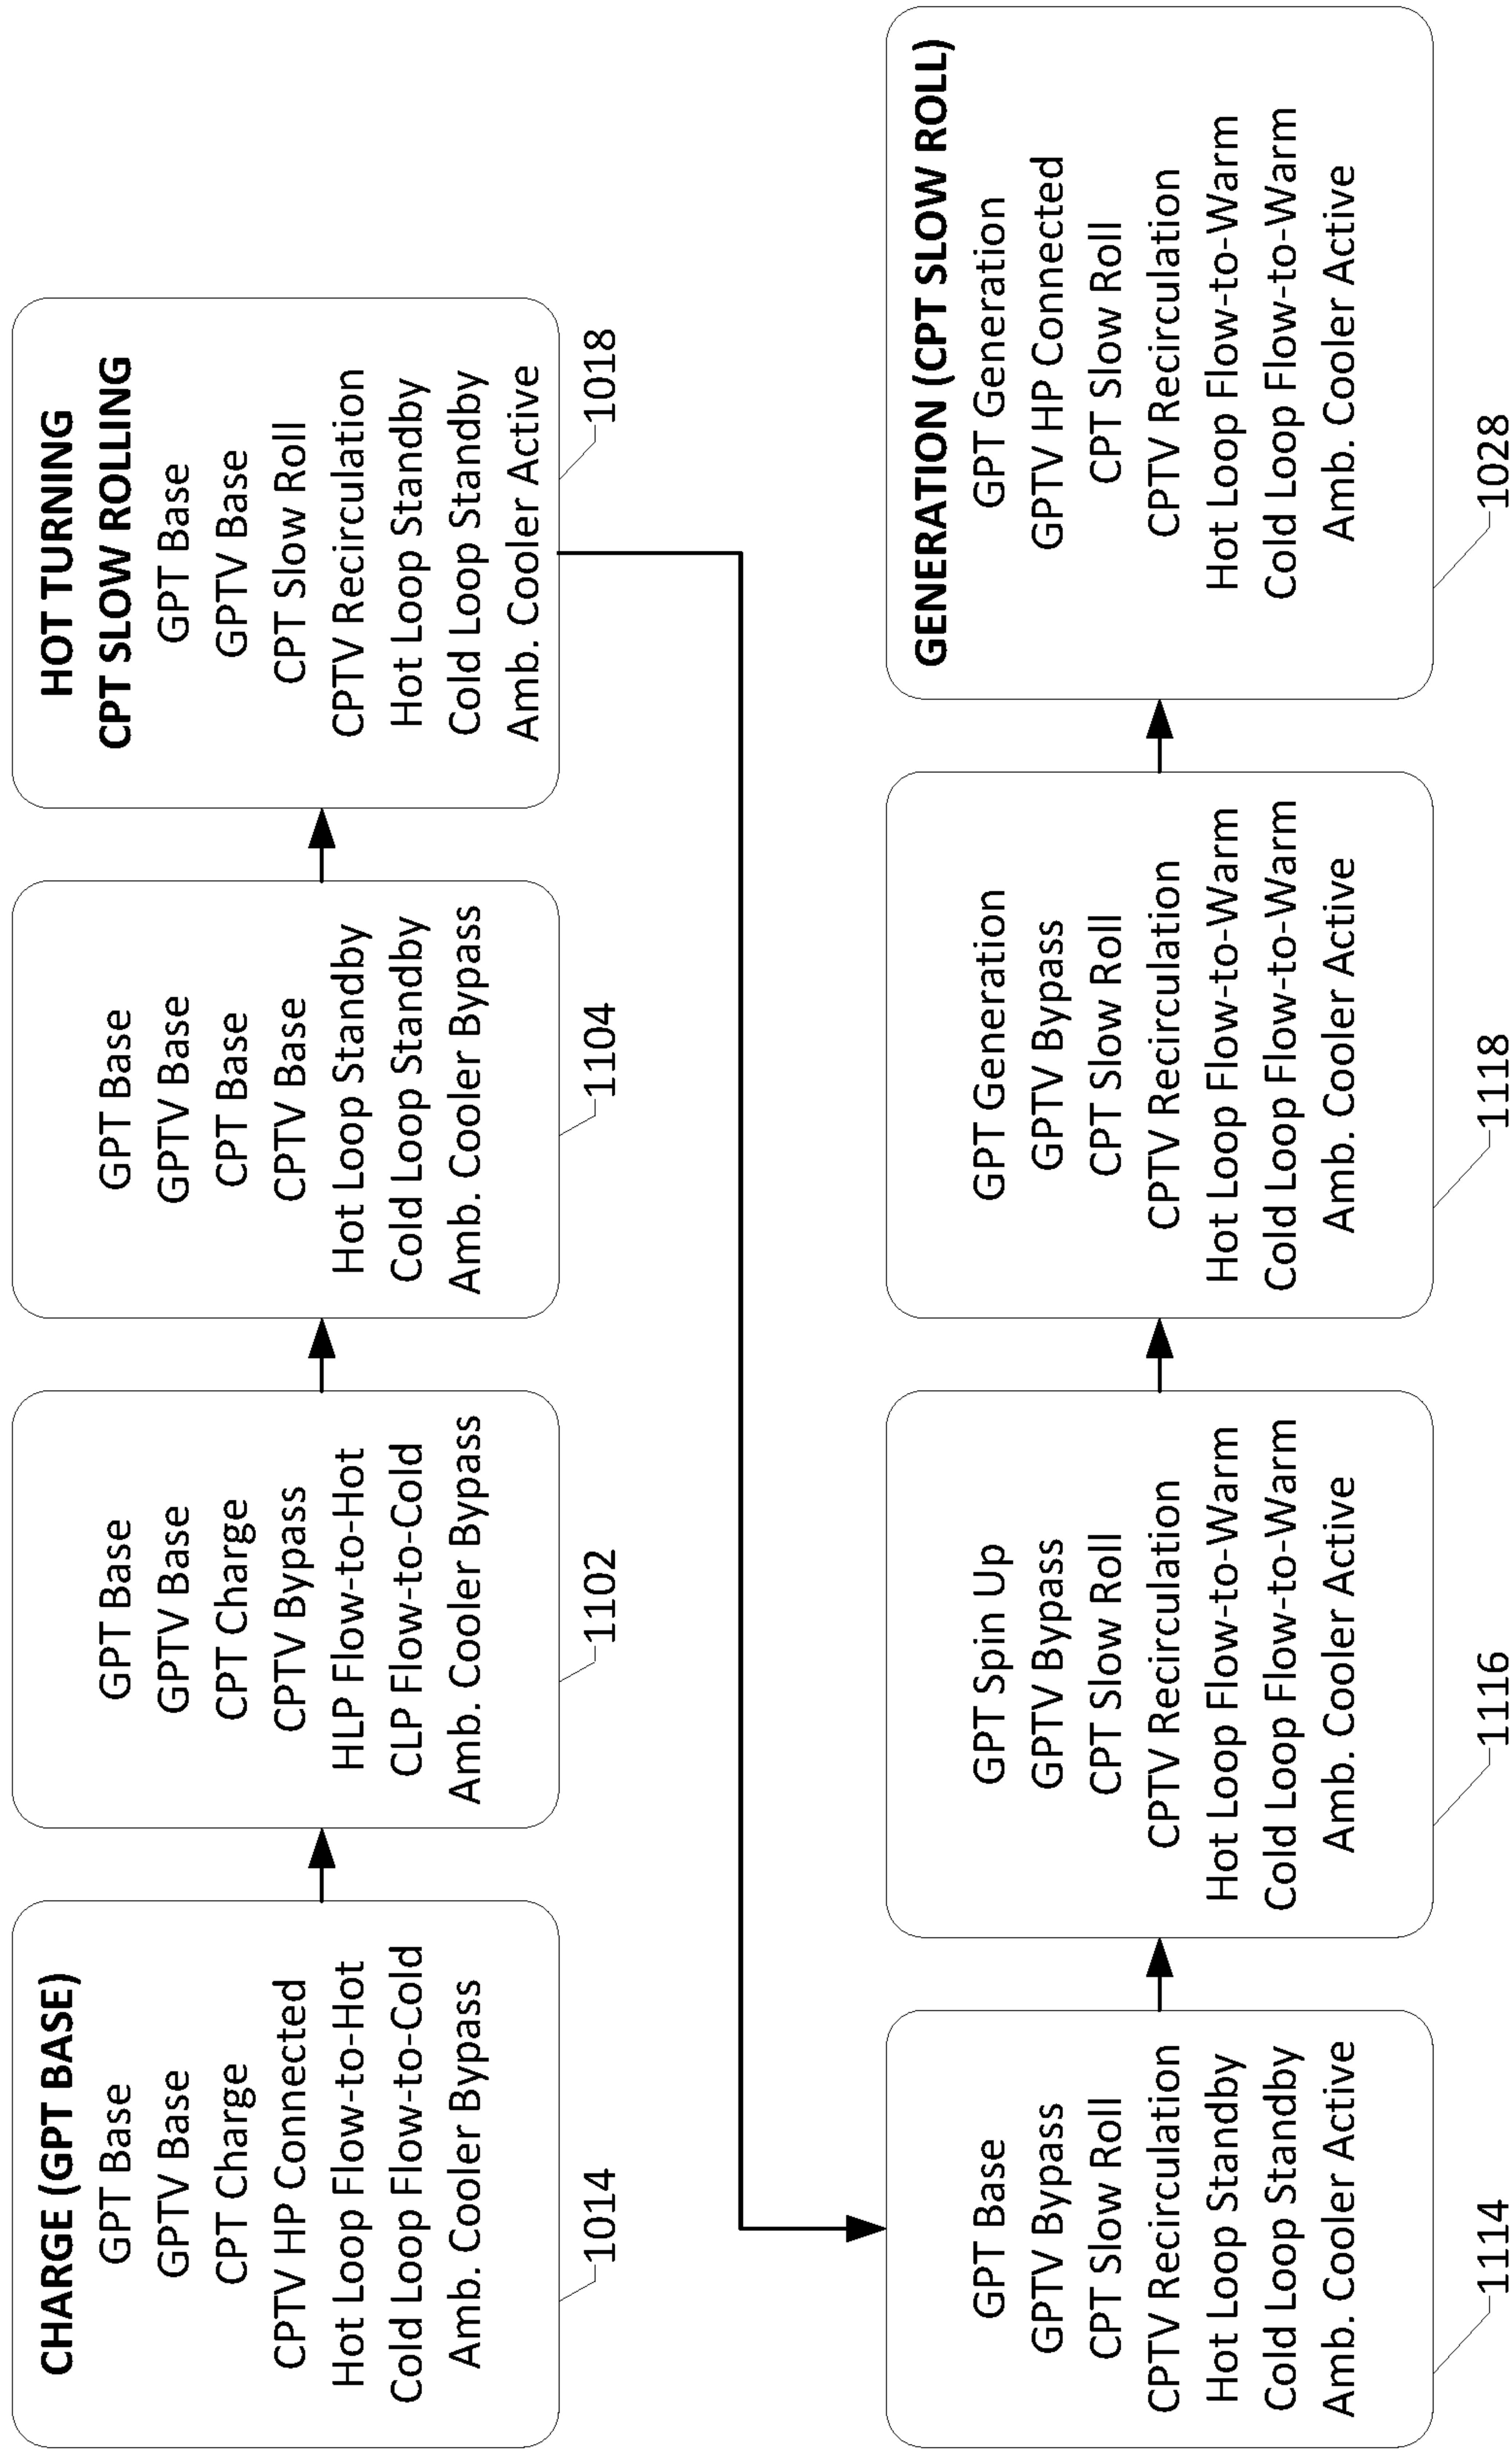 CHARGE (GPT BASE)
GPT Base
GPTV Base
CPT Charge
CPTV HP Connected
Hot Loop Flow-to-Hot
Cold Loop Flow-to-Cold
Amb. Cooler Bypass
1014
GPT Base
GPTV Base
CPT Charge
CPTV Bypass
HLP Flow-to-Hot
CLP Flow-to-Cold
Amb. Cooler Bypass
1102
GPT Base
GPTV Base
CPT Base
CPTV Base
Hot Loop Standby
Cold Loop Standby
Amb. Cooler Bypass
1104
HOT TURNING
CPT SLOW ROLLING
GPT Base
GPTV Base
CPT Slow Roll
CPTV Recirculation
Hot Loop Standby
Cold Loop Standby
Amb. Cooler Active
1018
GPT Base
GPTV Bypass
CPT Slow Roll
CPTV Recirculation
Hot Loop Standby
Cold Loop Standby
Amb. Cooler Active
1114
GPT Spin Up
GPTV Bypass
CPT Slow Roll
CPTV Recirculation
Hot Loop Flow-to-Warm
Cold Loop Flow-to-Warm
Amb. Cooler Active
1116
GPT Generation
GPTV Bypass
CPT Slow Roll
CPTV Recirculation
Hot Loop Flow-to-Warm
Cold Loop Flow-to-Warm
Amb. Cooler Active
1118
GENERATION (CPT SLOW ROLL)
GPT Generation
GPTV HP Connected
CPT Slow Roll
CPTV Recirculation
Hot Loop Flow-to-Warm
Cold Loop Flow-to-Warm
Amb. Cooler Active
1028